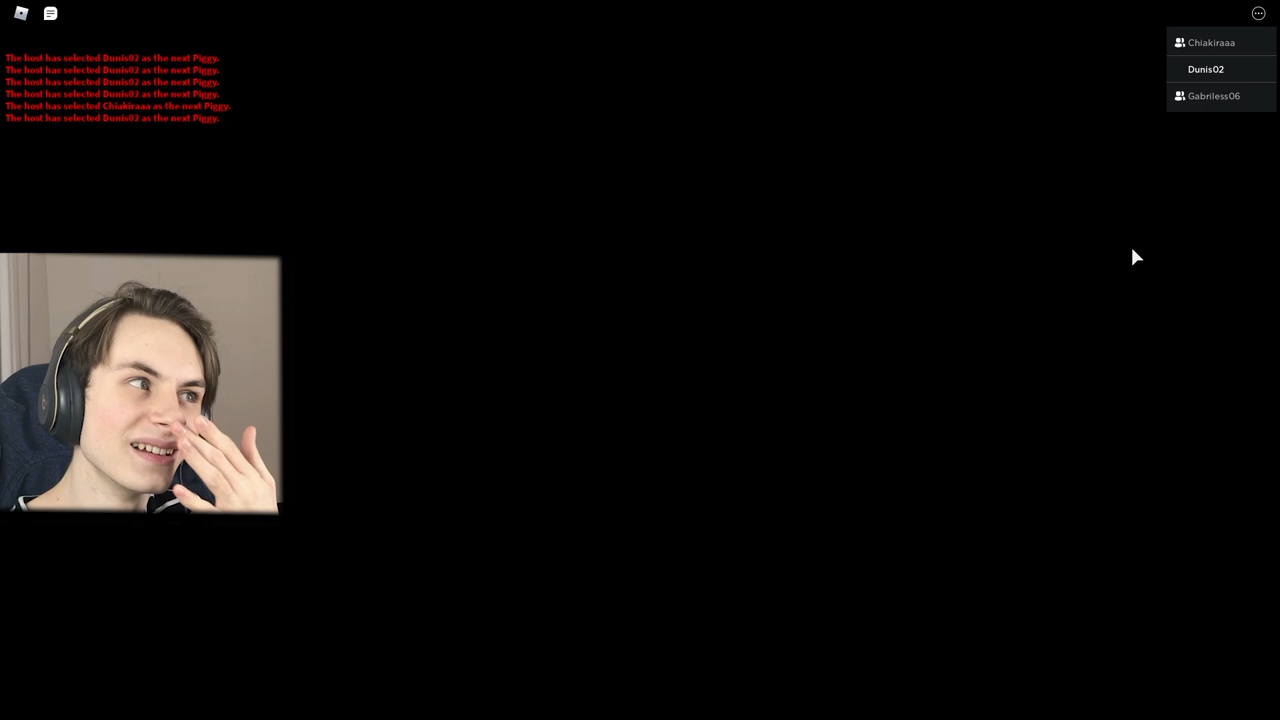 The host has selected Dunis02 as the next Piggy.
The host has selected Dunis02 as the next Piggy.
The host has selected Dunis02 as the next Piggy.
The host has selected Dunis02 as the next Piggy.
The host has selected Chiakiraaa as the next Piggy.
The host has selected Dunis02 as the next Piggy.
Chiakiraaa
Dunis02
Gabriless06